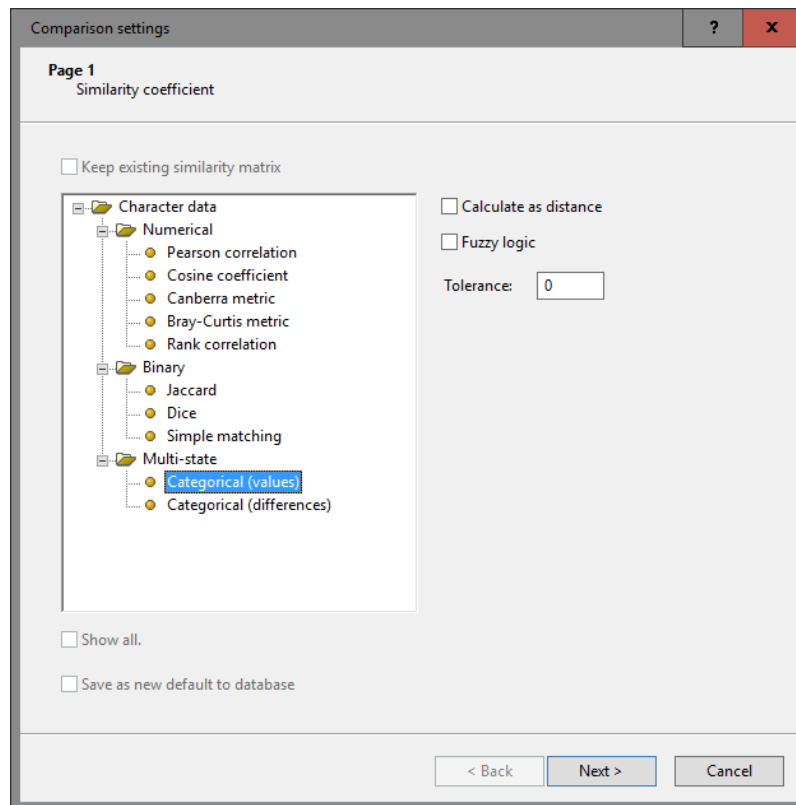 Comparison settings
?
x
Page 1
Similarity coefficient
Keep existing similarity matrix
Character data
Numerical
Pearson correlation
Cosine coefficient
Canberra metric
Bray-Curtis metric
Rank correlation
Binary
Jaccard
Dice
Simple matching
Multi-state
Categorical (values)
Categorical (differences)
Calculate as distance
Fuzzy logic
Tolerance: 0
Show all.
Save as new default to database
< Back Next > Cancel